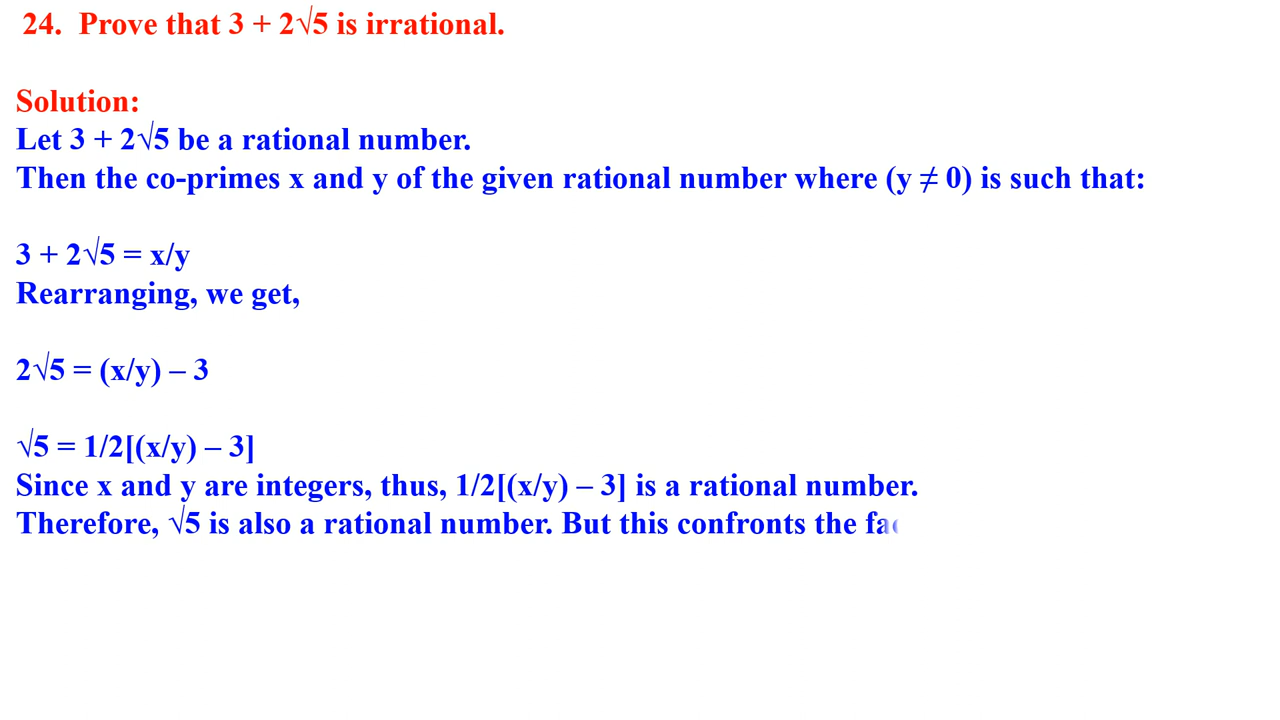 24. Prove that 3 + 2√5 is irrational.
Solution:
Let 3 + 2√5 be a rational number.
Then the co-primes x and y of the given rational number where (y ≠ 0) is such that:
3 + 2√5 = x/y
Rearranging, we get,
2√5 = (x/y) – 3
√5 = 1/2[(x/y) – 3]
Since x and y are integers, thus, 1/2[(x/y) – 3] is a rational number.
Therefore, √5 is also a rational number. But this confronts the